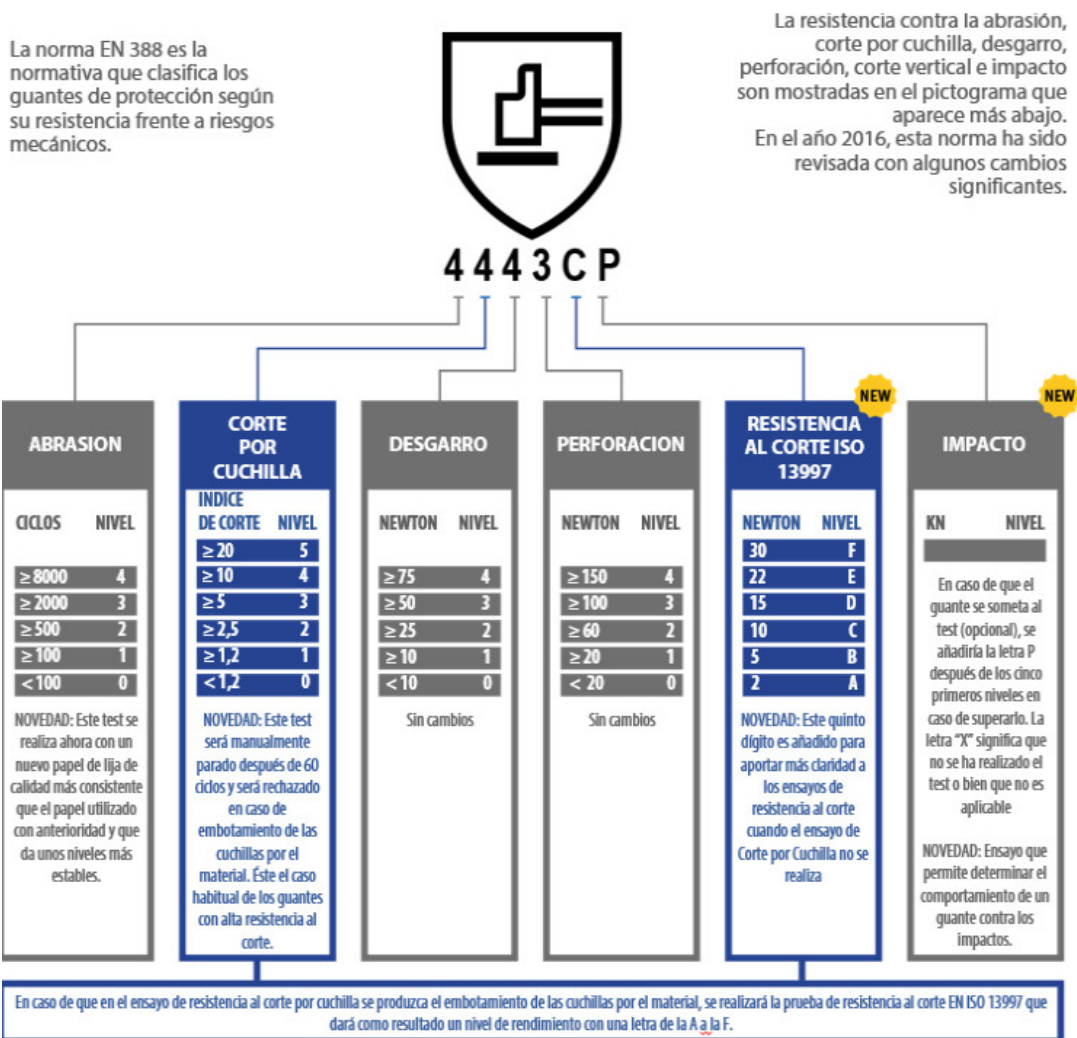 La norma EN 388 es la
normativa que clasifica los
guantes de protección según
su resistencia frente a riesgos
mecánicos.
La resistencia contra la abrasión,
corte por cuchilla, desgarro,
perforación, corte vertical e impacto
son mostradas en el pictograma que
aparece más abajo.
En el año 2016, esta norma ha sido
revisada con algunos cambios
significantes.
4 4 4 3 C P
ABRASION
CICLOS NIVEL
≥ 8000 4
≥ 2000 3
≥ 500 2
≥ 100 1
< 100 0
NOVEDAD: Este test se
realiza ahora con un
nuevo papel de lija de
calidad más consistente
que el papel utilizado
con anterioridad y que
da unos niveles más
estables.
CORTE
POR
CUCHILLA
INDICE
DE CORTE NIVEL
≥ 20 5
≥ 10 4
≥ 5 3
≥ 2,5 2
≥ 1,2 1
< 1,2 0
NOVEDAD: Este test
será manualmente
parado después de 60
ciclos y será rechazado
en caso de
embotamiento de las
cuchillas por el
material. Éste el caso
habitual de los guantes
con alta resistencia al
corte.
DESGARRO
NEWTON NIVEL
≥ 75 4
≥ 50 3
≥ 25 2
≥ 10 1
< 10 0
Sin cambios
PERFORACION
NEWTON NIVEL
≥ 150 4
≥ 100 3
≥ 60 2
≥ 20 1
< 20 0
Sin cambios
NEW
RESISTENCIA
AL CORTE ISO
13997
NEWTON NIVEL
30 F
22 E
15 D
10 C
5 B
2 A
NOVEDAD: Este quinto
dígito es añadido para
aportar más claridad a
los ensayos de
resistencia al corte
cuando el ensayo de
Corte por Cuchilla no se
realiza
NEW
IMPACTO
KN NIVEL
En caso de que el
guante se someta al
test (opcional), se
añadiría la letra P
después de los cinco
primeros niveles en
caso de superarlo. La
letra "X" significa que
no se ha realizado el
test o bien que no es
aplicable
NOVEDAD: Ensayo que
permite determinar el
comportamiento de un
guante contra los
impactos.
En caso de que en el ensayo de resistencia al corte por cuchilla se produzca el embotamiento de las cuchillas por el material, se realizará la prueba de resistencia al corte EN ISO 13997 que
dará como resultado un nivel de rendimiento con una letra de la A a la F.